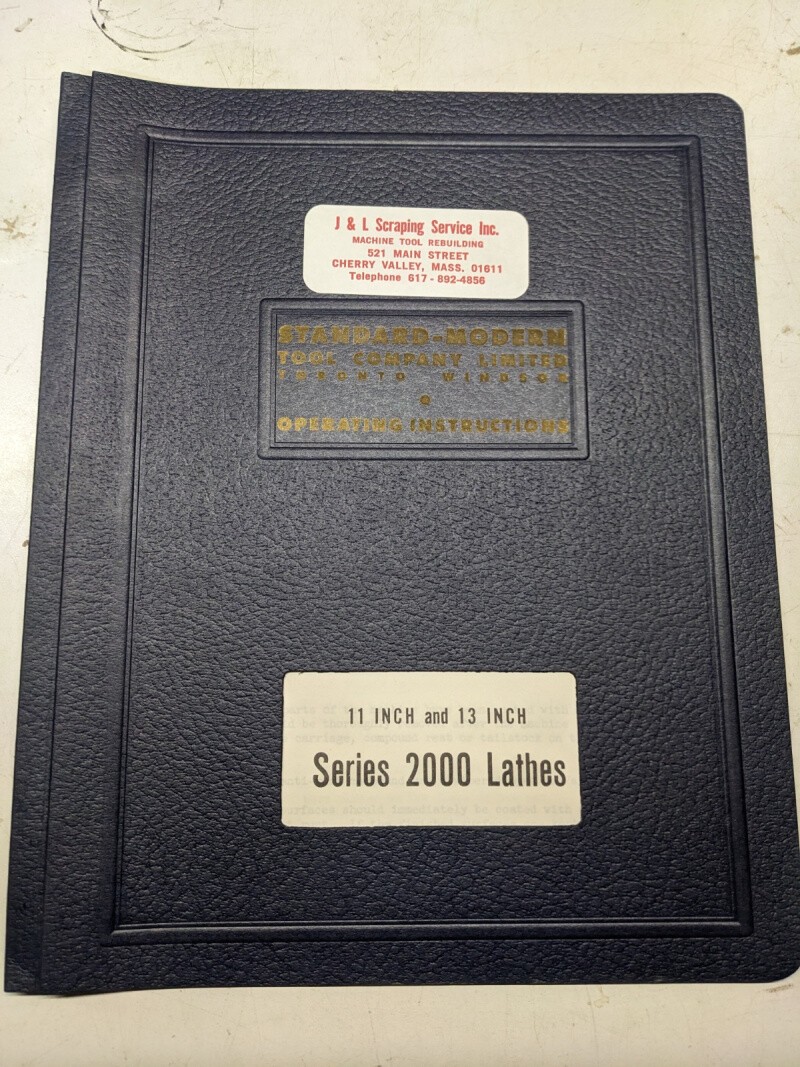 J & L Scraping Service Inc.
MACHINE TOOL REBUILDING
521 MAIN STREET
CHERRY VALLEY, MASS. 01611
Telephone 617 - 892-4856
STANDARD-MODERN
TOOL COMPANY LIMITED
TORONTO WINDSOR
OPERATING INSTRUCTIONS
11 INCH and 13 INCH
Series 2000 Lathes